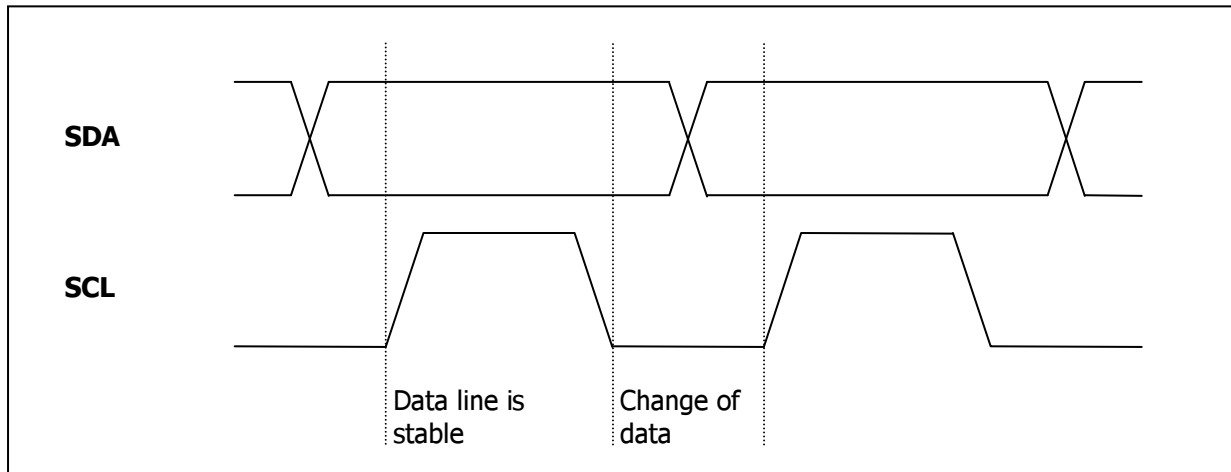 SDA
SCL
Data line is
stable
Change of
data